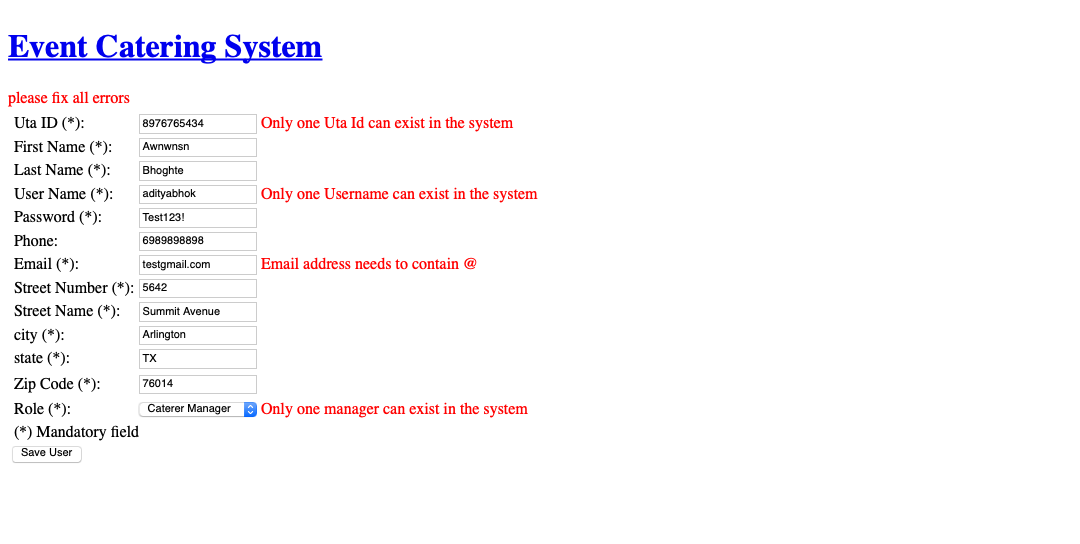 Event Catering System
please fix all errors
Uta ID (*): 8976765434 Only one Uta Id can exist in the system
First Name (*): Awnwnsn
Last Name (*): Bhoghte
User Name (*): adityabhok Only one Username can exist in the system
Password (*): Test123!
Phone: 6989898898
Email (*): testgmail.com Email address needs to contain @
Street Number (*): 5642
Street Name (*): Summit Avenue
city (*): Arlington
state (*): TX
Zip Code (*): 76014
Role (*): Caterer Manager Only one manager can exist in the system
(*) Mandatory field
Save User